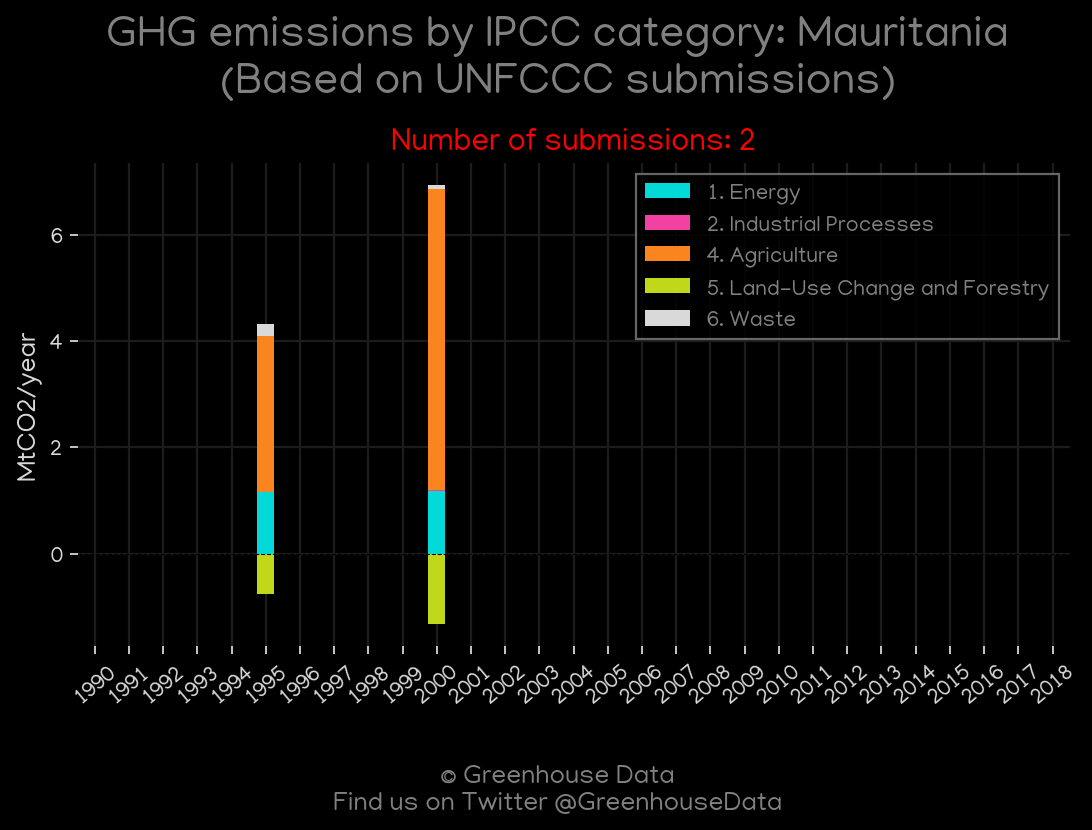 GHG emissions by IPCC category: Mauritania
(Based on UNFCCC submissions)
Number of submissions: 2
1. Energy
2. Industrial Processes
4. Agriculture
5. Land-Use Change and Forestry
6. Waste
6
4
2
0
MtCO2/year
1990 1991 1992 1993 1994 1995 1996 1997 1998 1999 2000 2001 2002 2003 2004 2005 2006 2007 2008 2009 2010 2011 2012 2013 2014 2015 2016 2017 2018
© Greenhouse Data
Find us on Twitter @GreenhouseData